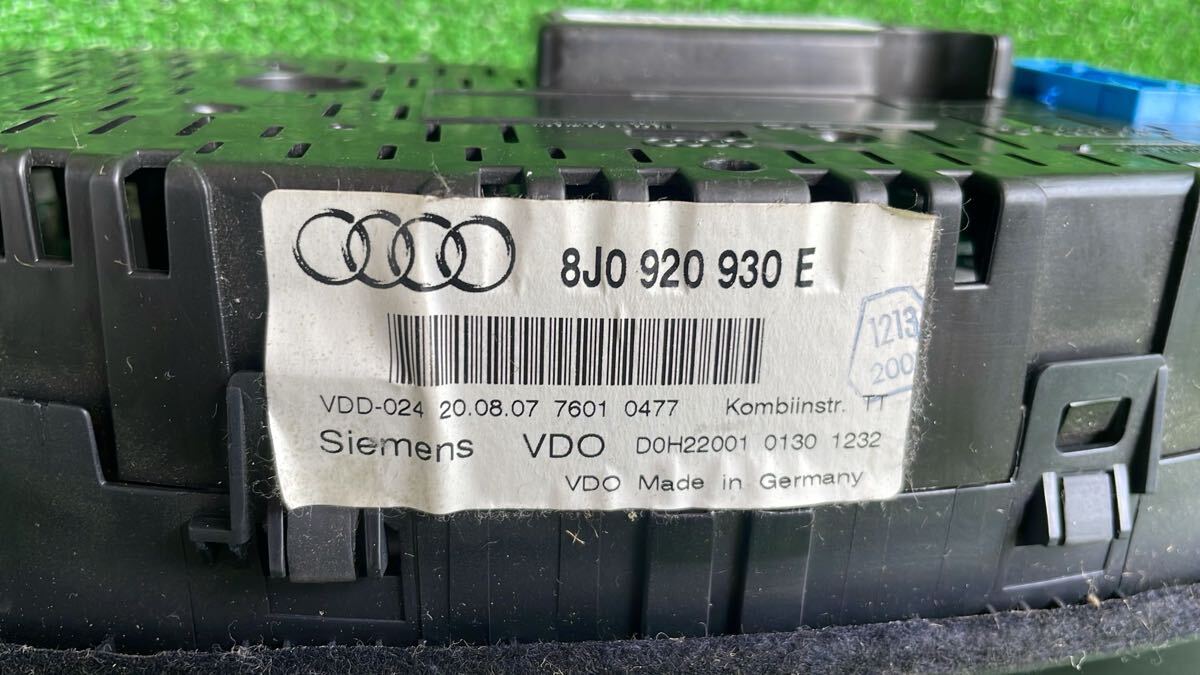 8J0 920 930 E
1213
200
VDD-024 20.08.07 7601 0477 Kombiinstr. TT
Siemens VDO D0H22001 0130 1232
VDO Made in Germany